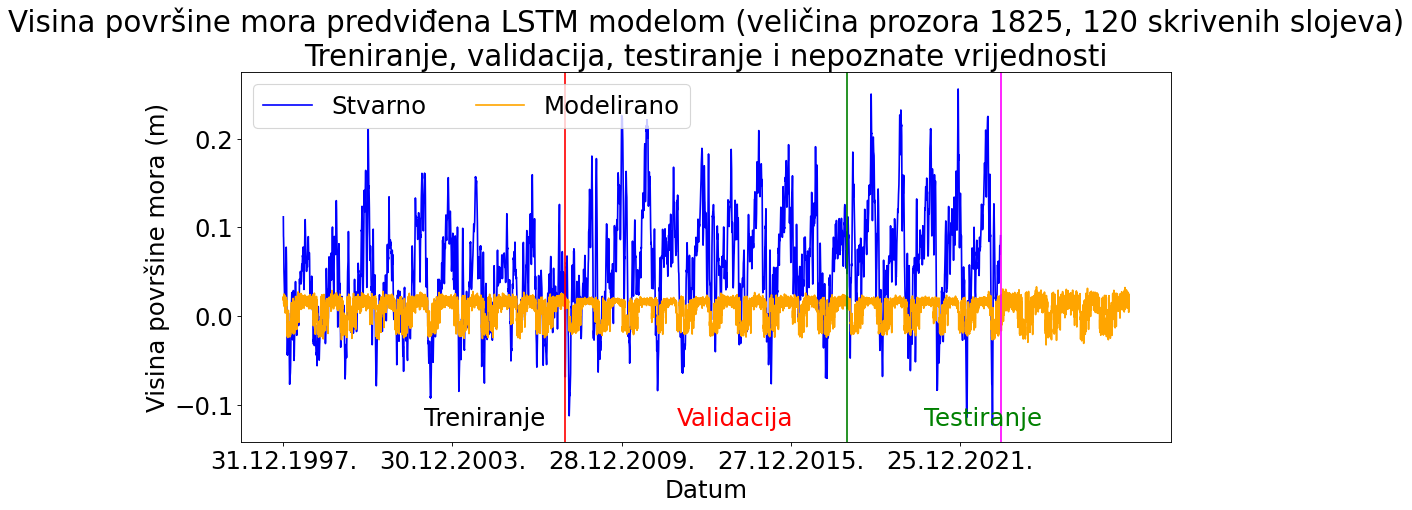 Visina površine mora predviđena LSTM modelom (veličina prozora 1825, 120 skrivenih slojeva)
Treniranje, validacija, testiranje i nepoznate vrijednosti
Stvarno
Modelirano
Visina površine mora (m)
0.2
0.1
0.0
−0.1
Treniranje
Validacija
Testiranje
31.12.1997.
30.12.2003.
28.12.2009.
27.12.2015.
25.12.2021.
Datum